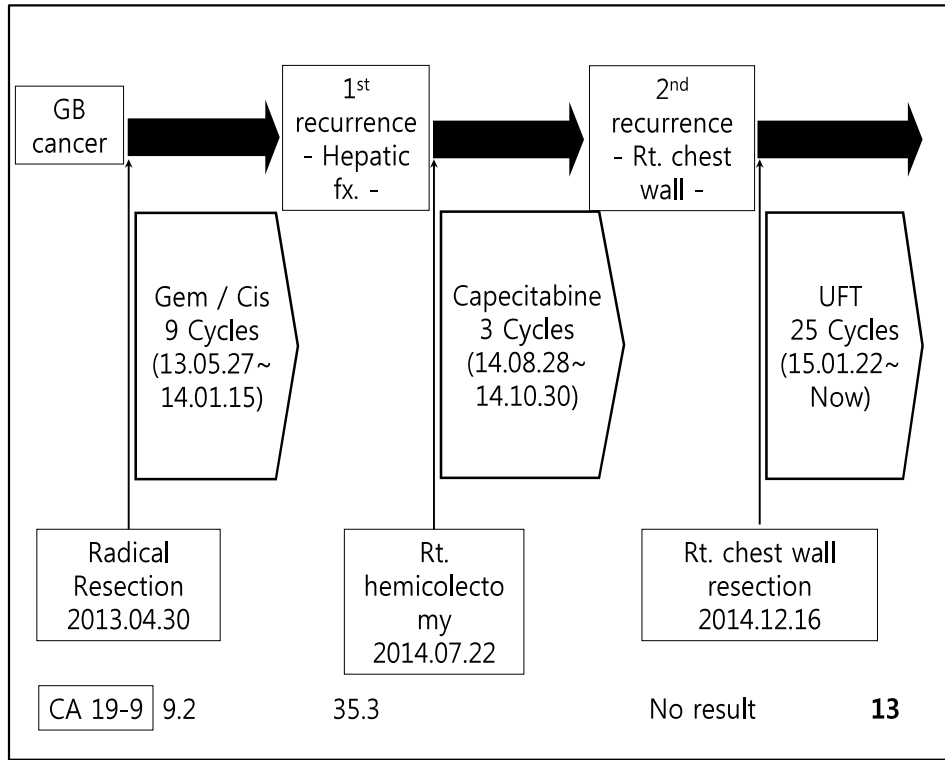 GB
cancer
1st
recurrence
- Hepatic
fx. -
2nd
recurrence
- Rt. chest
wall -
Gem / Cis
9 Cycles
(13.05.27~
14.01.15)
Capecitabine
3 Cycles
(14.08.28~
14.10.30)
UFT
25 Cycles
(15.01.22~
Now)
Radical
Resection
2013.04.30
Rt.
hemicolecto
my
2014.07.22
Rt. chest wall
resection
2014.12.16
CA 19-9 9.2 35.3 No result 13